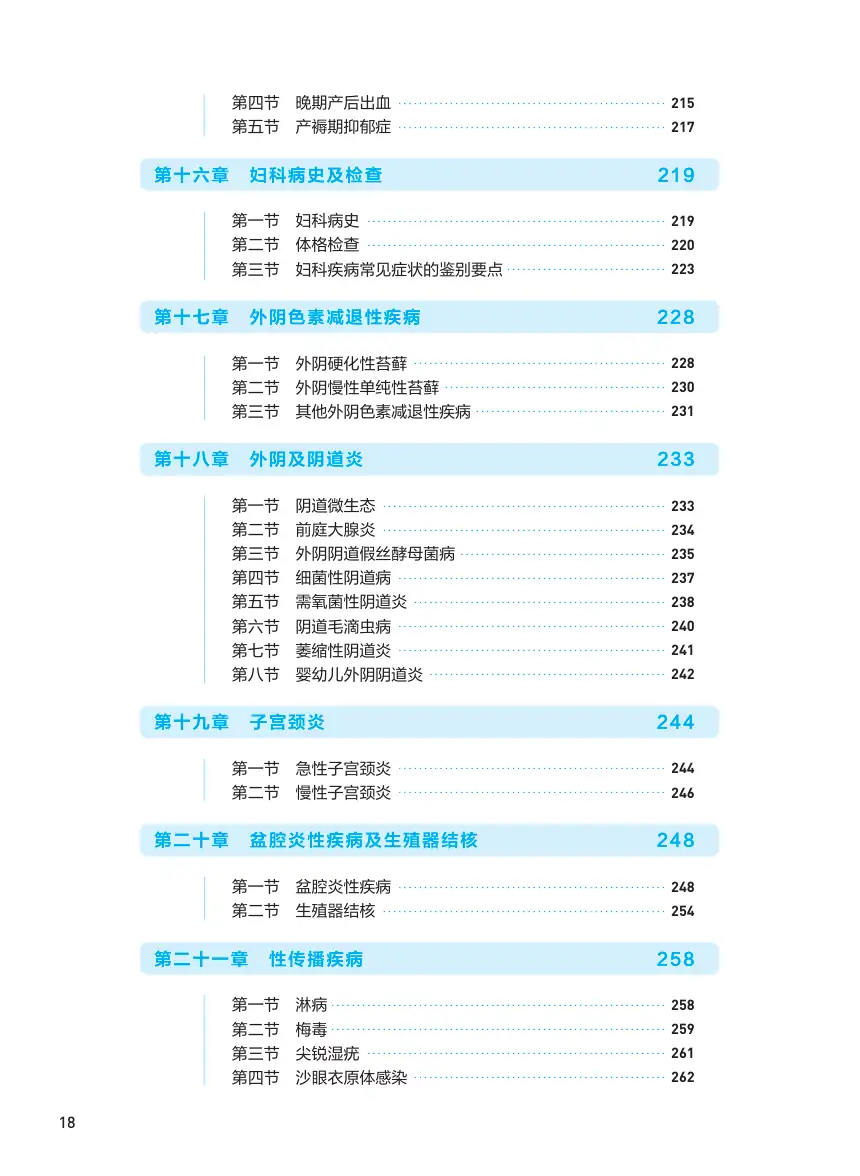 第四节 晚期产后出血 215
第五节 产褥期抑郁症 217
第十六章 妇科病史及检查 219
第一节 妇科病史 219
第二节 体格检查 220
第三节 妇科疾病常见症状的鉴别要点 223
第十七章 外阴色素减退性疾病 228
第一节 外阴硬化性苔藓 228
第二节 外阴慢性单纯性苔藓 230
第三节 其他外阴色素减退性疾病 231
第十八章 外阴及阴道炎 233
第一节 阴道微生态 233
第二节 前庭大腺炎 234
第三节 外阴阴道假丝酵母菌病 235
第四节 细菌性阴道病 237
第五节 需氧菌性阴道炎 238
第六节 阴道毛滴虫病 240
第七节 萎缩性阴道炎 241
第八节 婴幼儿外阴阴道炎 242
第十九章 子宫颈炎 244
第一节 急性子宫颈炎 244
第二节 慢性子宫颈炎 246
第二十章 盆腔炎性疾病及生殖器结核 248
第一节 盆腔炎性疾病 248
第二节 生殖器结核 254
第二十一章 性传播疾病 258
第一节 淋病 258
第二节 梅毒 259
第三节 尖锐湿疣 261
第四节 沙眼衣原体感染 262
18